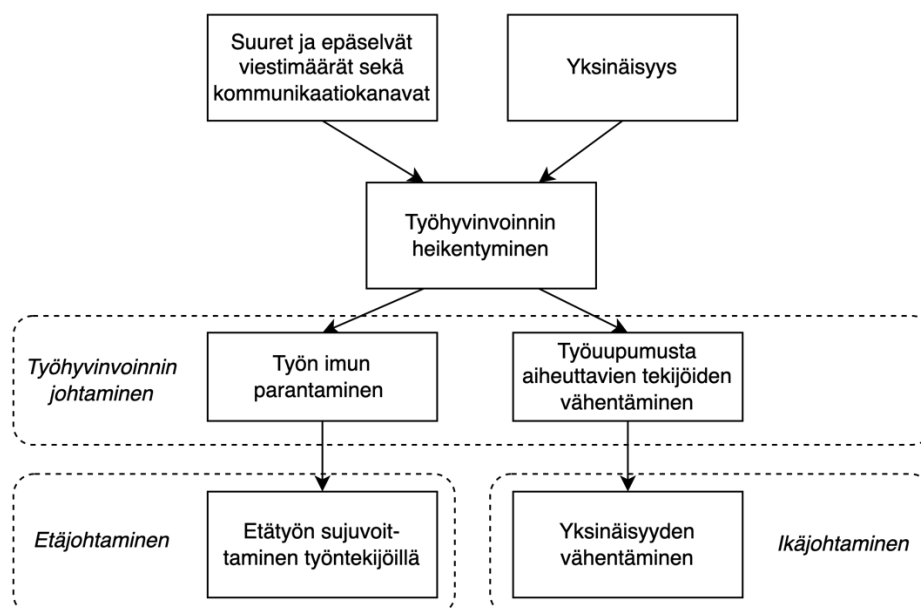 Suuret ja epäselvät
viestimäärät sekä
kommunikaatiokanavat
Yksinäisyys
Työhyvinvoinnin
heikentyminen
Työhyvinvoinnin
johtaminen
Työn imun
parantaminen
Työuupumusta
aiheuttavien tekijöiden
vähentäminen
Etäjohtaminen
Etätyön sujuvoit-
taminen työntekijöillä
Yksinäisyyden
vähentäminen
Ikäjohtaminen